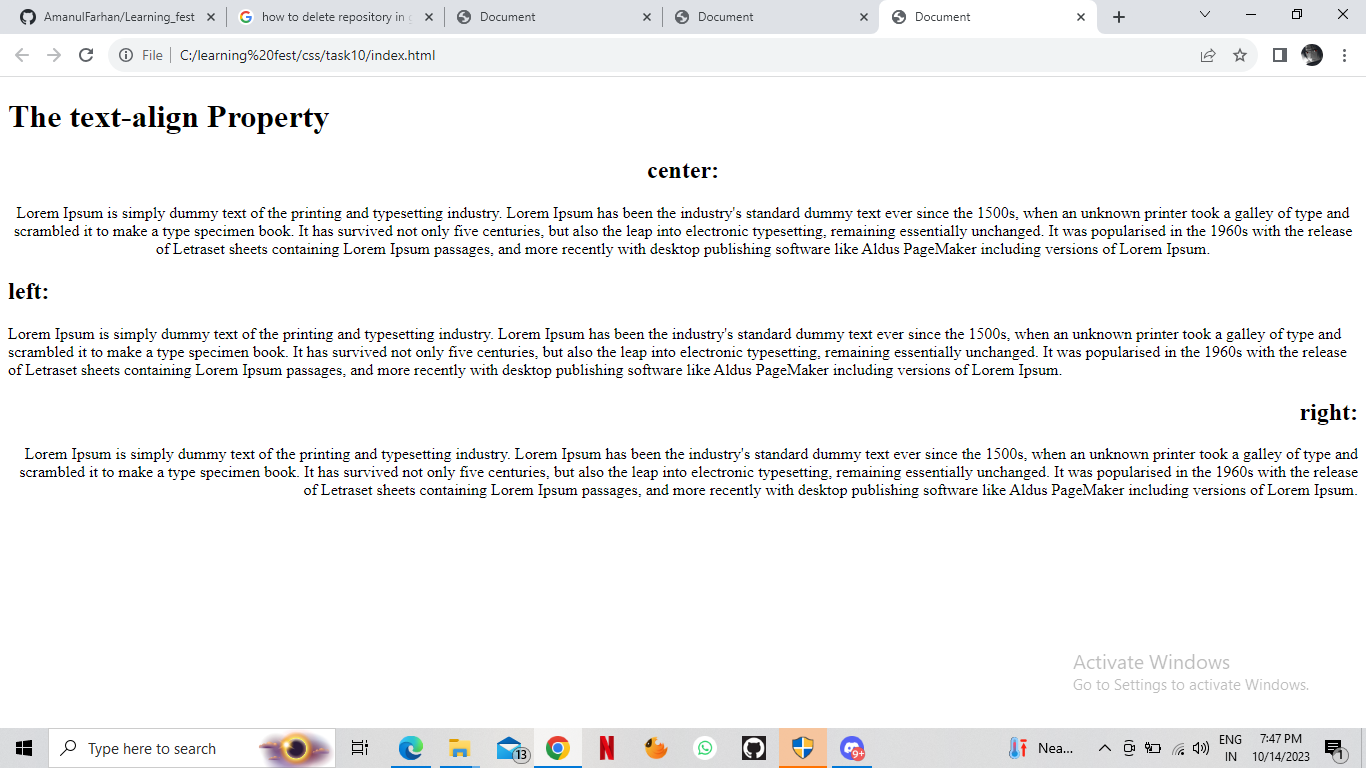 AmanulFarhan/Learning_fest
how to delete repository in
Document
Document
Document
File
C:/learning%20fest/css/task10/index.html
The text-align Property
center:
Lorem Ipsum is simply dummy text of the printing and typesetting industry. Lorem Ipsum has been the industry's standard dummy text ever since the 1500s, when an unknown printer took a galley of type and
scrambled it to make a type specimen book. It has survived not only five centuries, but also the leap into electronic typesetting, remaining essentially unchanged. It was popularised in the 1960s with the release
of Letraset sheets containing Lorem Ipsum passages, and more recently with desktop publishing software like Aldus PageMaker including versions of Lorem Ipsum.
left:
Lorem Ipsum is simply dummy text of the printing and typesetting industry. Lorem Ipsum has been the industry's standard dummy text ever since the 1500s, when an unknown printer took a galley of type and
scrambled it to make a type specimen book. It has survived not only five centuries, but also the leap into electronic typesetting, remaining essentially unchanged. It was popularised in the 1960s with the release
of Letraset sheets containing Lorem Ipsum passages, and more recently with desktop publishing software like Aldus PageMaker including versions of Lorem Ipsum.
right:
Lorem Ipsum is simply dummy text of the printing and typesetting industry. Lorem Ipsum has been the industry's standard dummy text ever since the 1500s, when an unknown printer took a galley of type and
scrambled it to make a type specimen book. It has survived not only five centuries, but also the leap into electronic typesetting, remaining essentially unchanged. It was popularised in the 1960s with the release
of Letraset sheets containing Lorem Ipsum passages, and more recently with desktop publishing software like Aldus PageMaker including versions of Lorem Ipsum.
Activate Windows
Go to Settings to activate Windows.
Type here to search
13
N
9+
Nea...
ENG
IN
7:47 PM
10/14/2023
1